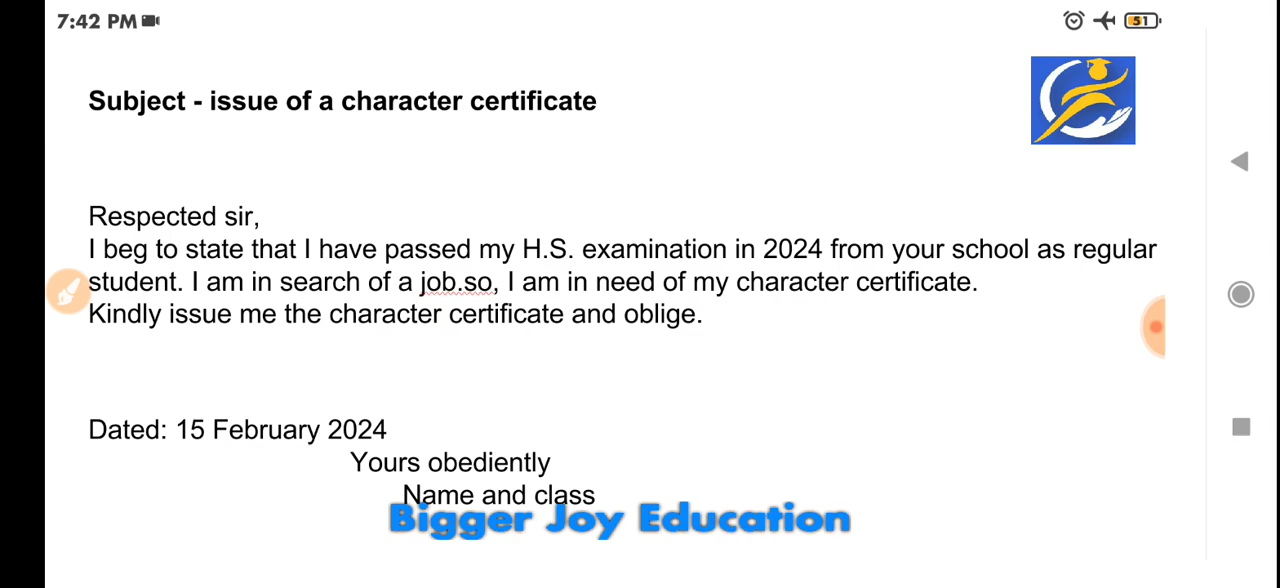 7:42 PM
51
Subject - issue of a character certificate
Respected sir,
I beg to state that I have passed my H.S. examination in 2024 from your school as regular
student. I am in search of a job.so, I am in need of my character certificate.
Kindly issue me the character certificate and oblige.
Dated: 15 February 2024
Yours obediently
Name and class
Bigger Joy Education